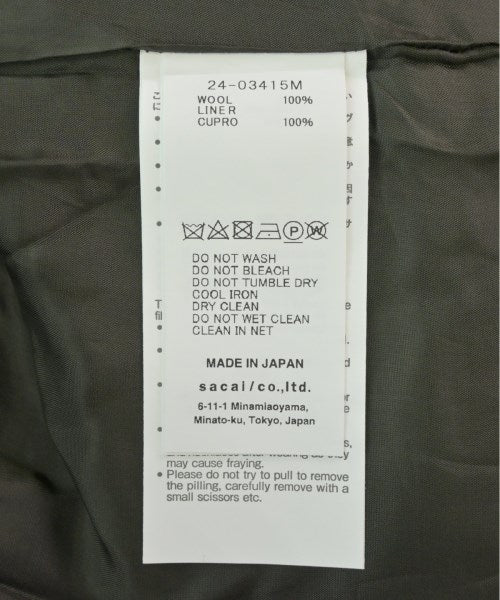 24-03415M
WOOL 100%
LINER
CUPRO 100%
P W
DO NOT WASH
DO NOT BLEACH
DO NOT TUMBLE DRY
COOL IRON
DRY CLEAN
DO NOT WET CLEAN
CLEAN IN NET
MADE IN JAPAN
sacai/co.,ltd.
6-11-1 Minamiaoyama,
Minato-ku, Tokyo, Japan
may cause fraying.
• Please do not try to pull to remove
the pilling, carefully remove with a
small scissors etc.